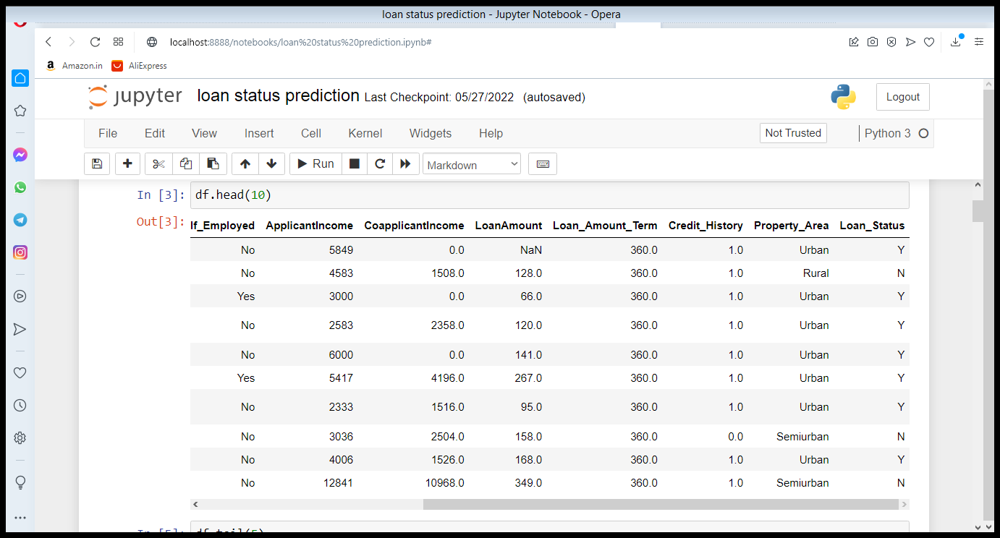 loan status prediction - Jupyter Notebook - Opera
localhost:8888/notebooks/loan%20status%20prediction.ipynb#
a Amazon.in AliExpress
jupyter loan status prediction Last Checkpoint: 05/27/2022 (autosaved) Logout
File Edit View Insert Cell Kernel Widgets Help Not Trusted Python 3
Run Markdown
In [3]: df.head(10)
Out[3]: If_Employed ApplicantIncome CoapplicantIncome LoanAmount Loan_Amount_Term Credit_History Property_Area Loan_Status
No 5849 0.0 NaN 360.0 1.0 Urban Y
No 4583 1508.0 128.0 360.0 1.0 Rural N
Yes 3000 0.0 66.0 360.0 1.0 Urban Y
No 2583 2358.0 120.0 360.0 1.0 Urban Y
No 6000 0.0 141.0 360.0 1.0 Urban Y
Yes 5417 4196.0 267.0 360.0 1.0 Urban Y
No 2333 1516.0 95.0 360.0 1.0 Urban Y
No 3036 2504.0 158.0 360.0 0.0 Semiurban N
No 4006 1526.0 168.0 360.0 1.0 Urban Y
No 12841 10968.0 349.0 360.0 1.0 Semiurban N
In [5]: df.tail(5)